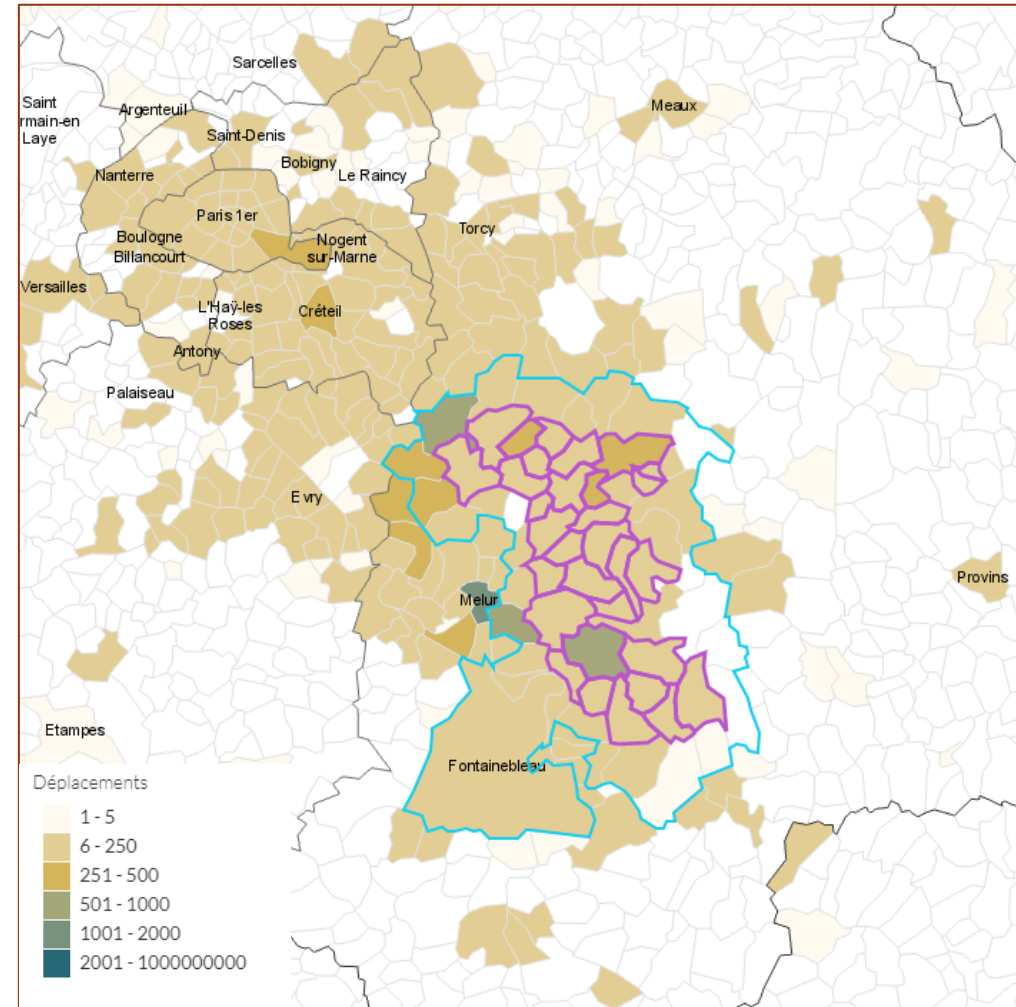 Sarcelles
Saint
rmain-en
Laye
Argenteuil
Meaux
Saint-Denis
Bobigny
Le Raincy
Nanterre
Paris 1er
Torcy
Boulogne
Billancourt
Nogent
sur-Marne
Versailles
L'Haÿ-les
Roses
Créteil
Antony
Palaiseau
Evry
Provins
Melun
Etampes
Fontainebleau
Déplacements
1 - 5
6 - 250
251 - 500
501 - 1000
1001 - 2000
2001 - 1000000000